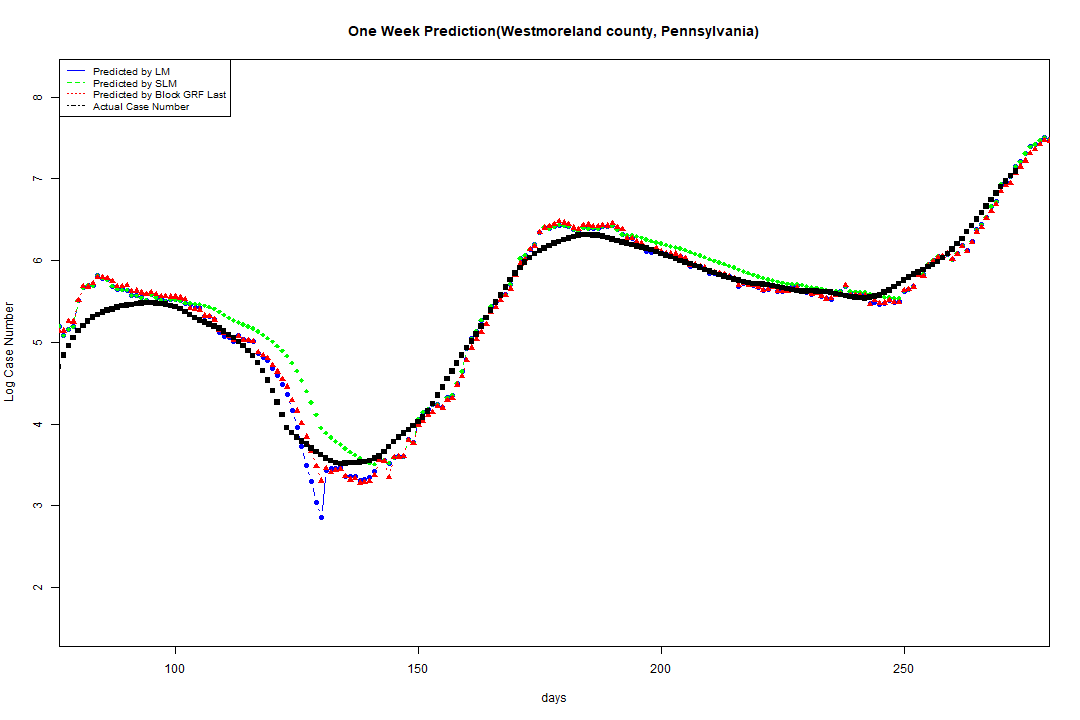 One Week Prediction(Westmoreland county, Pennsylvania)
Predicted by LM
Predicted by SLM
Predicted by Block GRF Last
Actual Case Number
Log Case Number
8
7
6
5
4
3
2
100 150 200 250
days